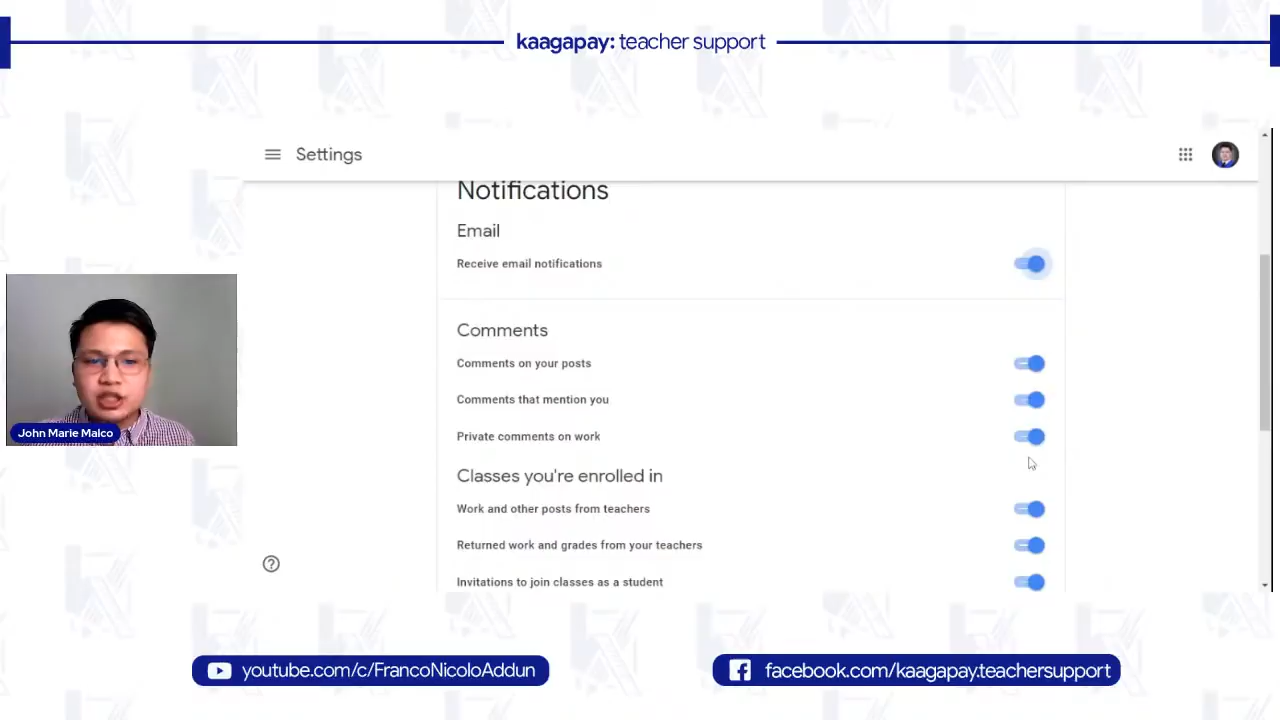 kaagapay: teacher support
Settings
Notifications
Email
Receive email notifications
Comments
Comments on your posts
Comments that mention you
Private comments on work
Classes you're enrolled in
Work and other posts from teachers
Returned work and grades from your teachers
Invitations to join classes as a student
John Marie Malco
youtube.com/c/FrancoNicoloAddun
facebook.com/kaagapay.teachersupport